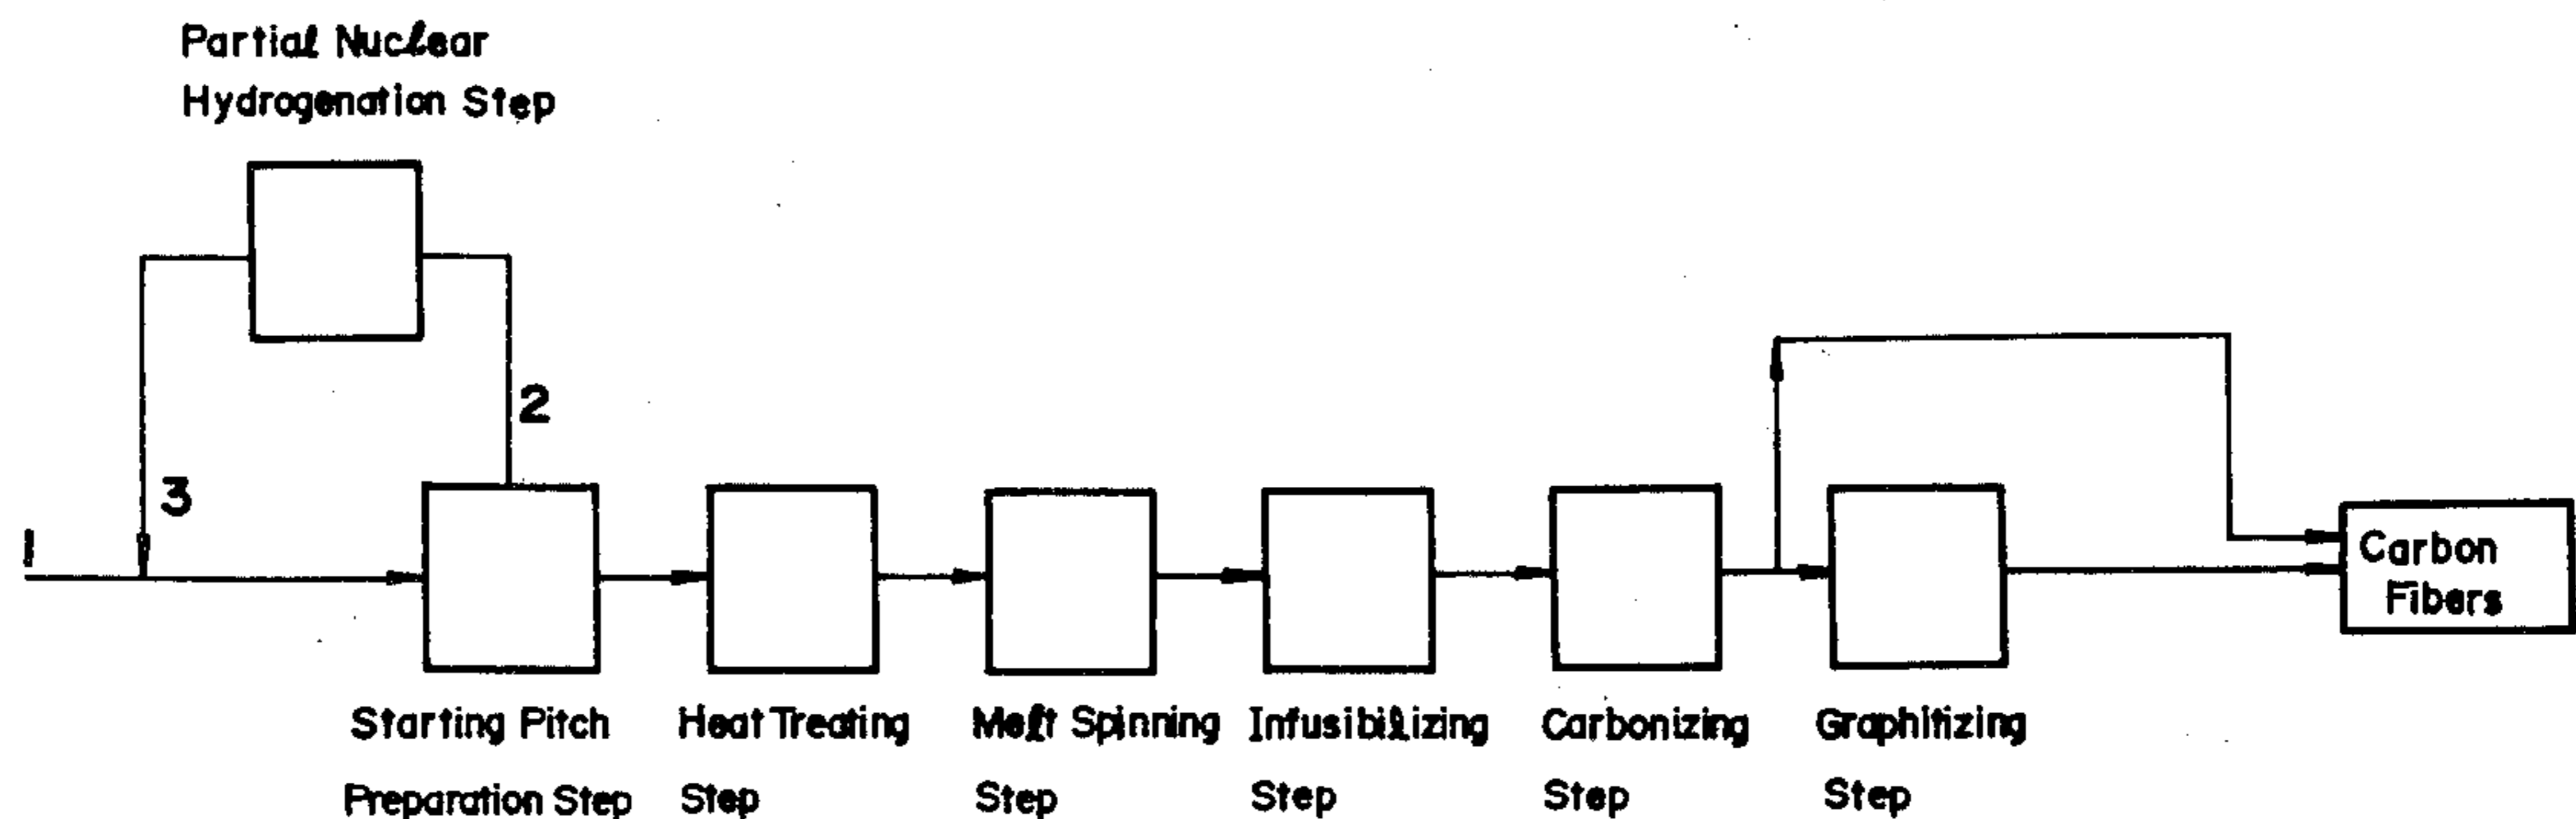 Partial Nuclear
Hydrogenation Step
2
3
1
Carbon
Fibers
Starting Pitch
Preparation Step
Heat Treating
Step
Melt Spinning
Step
Infusibilizing
Step
Carbonizing
Step
Graphitizing
Step